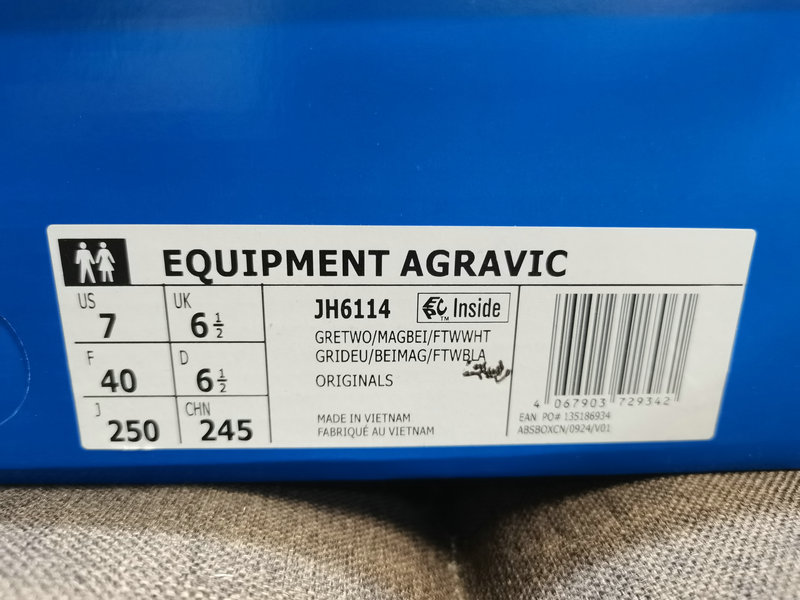 EQUIPMENT AGRAVIC
US
7
UK
6 1/2
F
40
D
6 1/2
J
250
CHN
245
JH6114
Inside
TM
GRETWO/MAGBEI/FTWWHT
GRIDEU/BEIMAG/FTWBLA
ORIGINALS
MADE IN VIETNAM
FABRIQUÉ AU VIETNAM
4 067903 729342
EAN PO# 135186934
ABSBOXCN/0924/V01